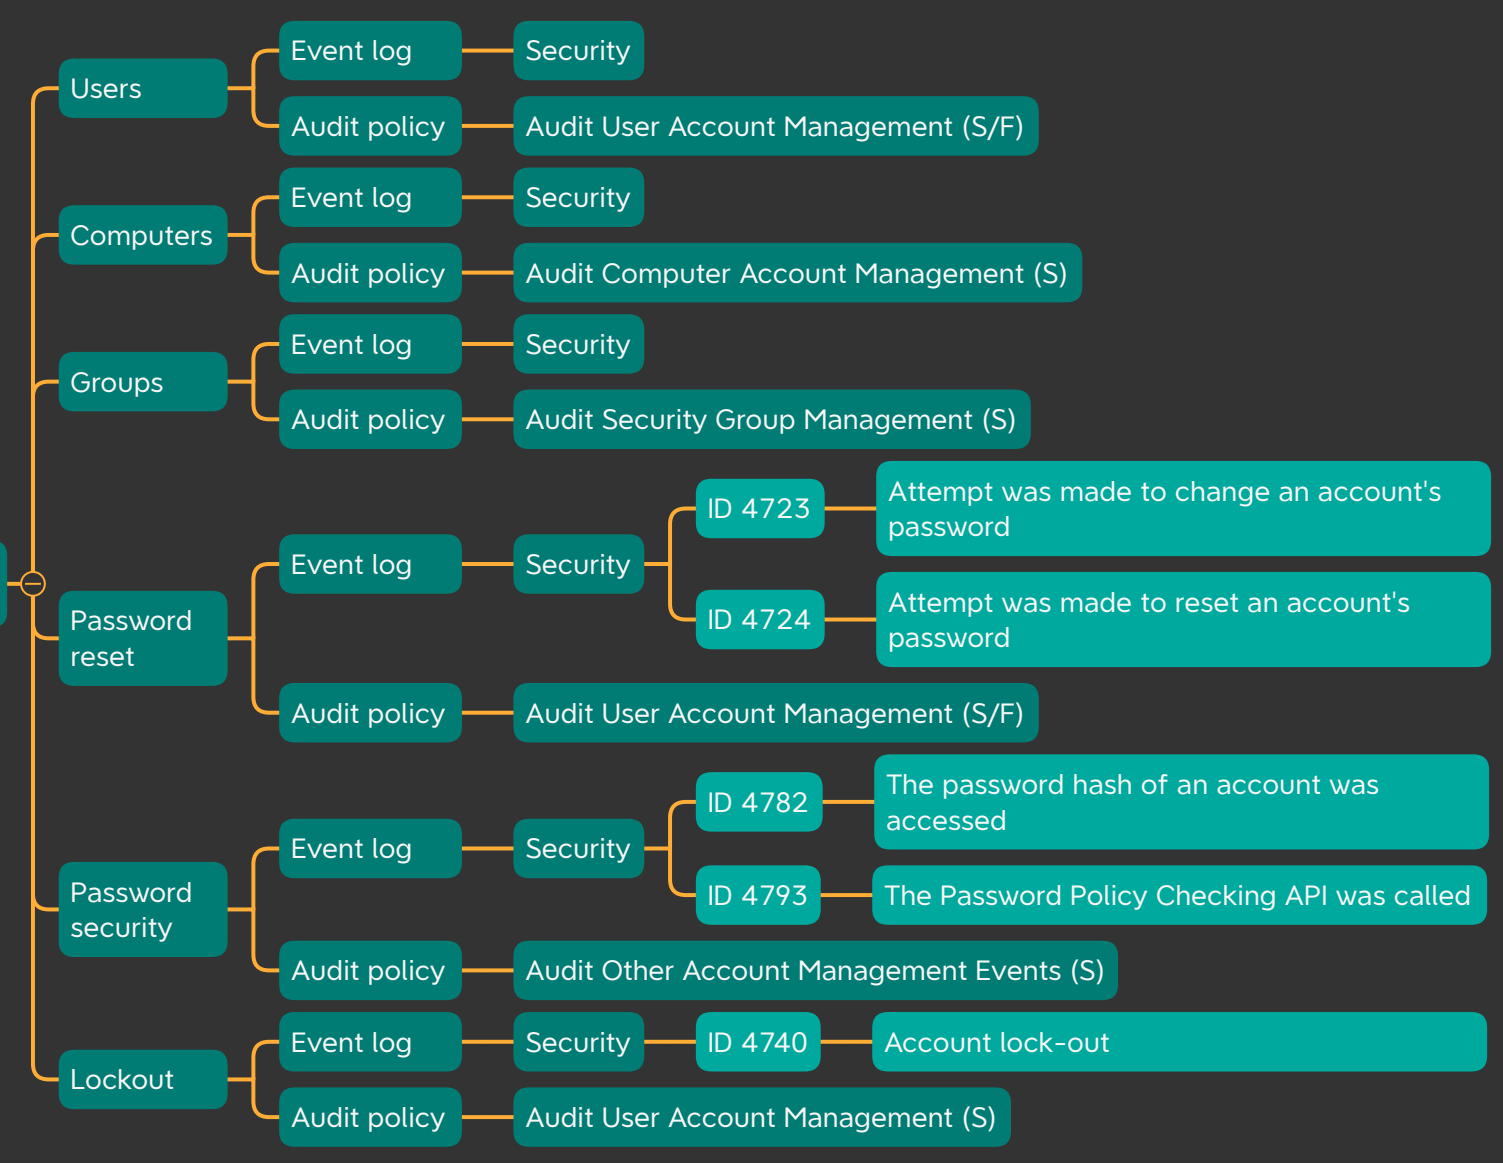 Users
Event log
Security
Audit policy
Audit User Account Management (S/F)
Computers
Event log
Security
Audit policy
Audit Computer Account Management (S)
Groups
Event log
Security
Audit policy
Audit Security Group Management (S)
Password
reset
Event log
Security
ID 4723
Attempt was made to change an account's
password
ID 4724
Attempt was made to reset an account's
password
Audit policy
Audit User Account Management (S/F)
Password
security
Event log
Security
ID 4782
The password hash of an account was
accessed
ID 4793
The Password Policy Checking API was called
Audit policy
Audit Other Account Management Events (S)
Lockout
Event log
Security
ID 4740
Account lock-out
Audit policy
Audit User Account Management (S)